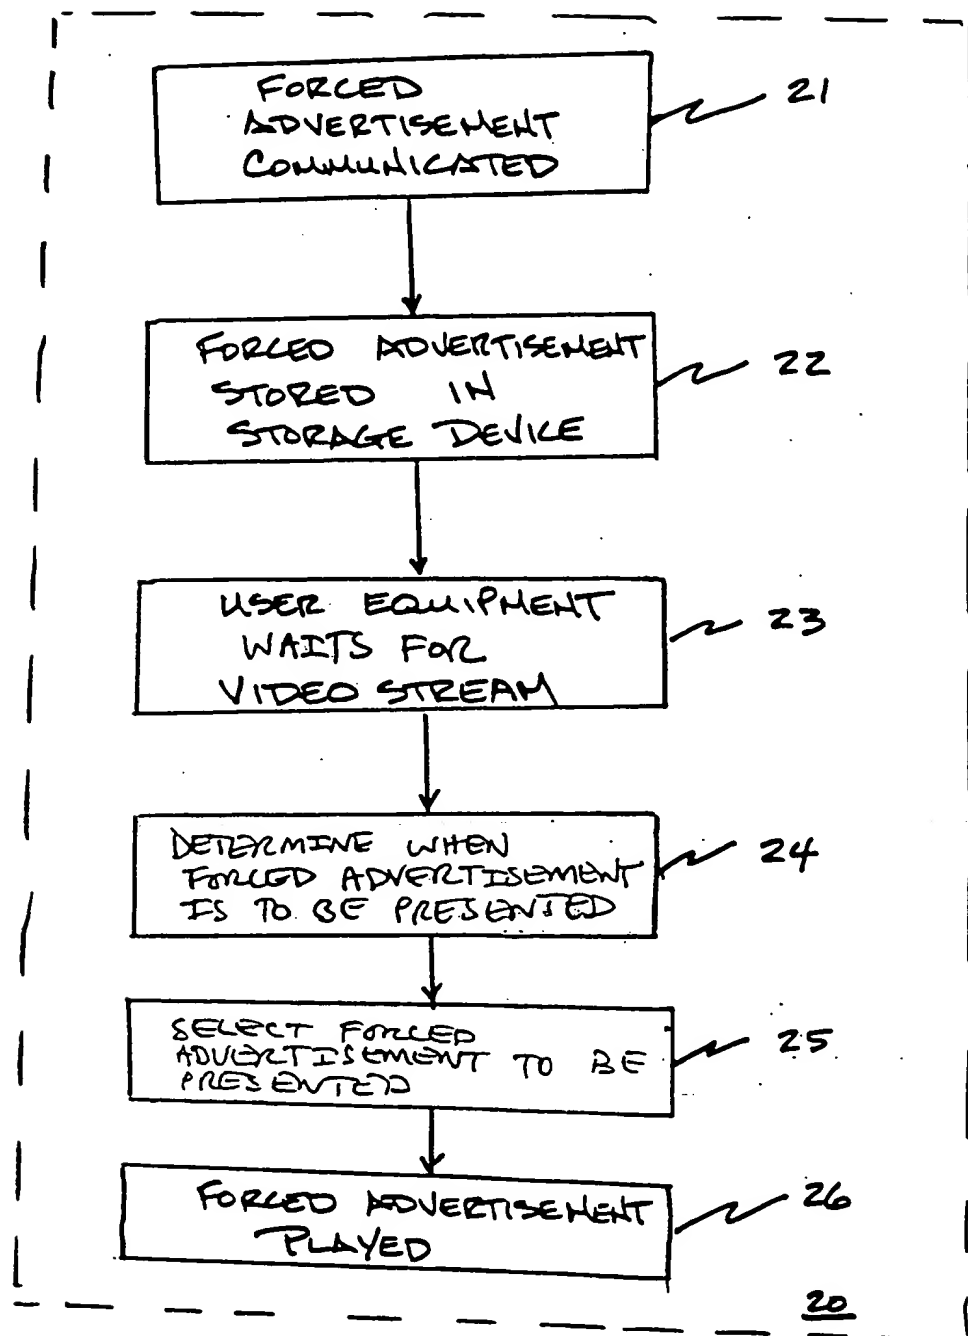 FORCED
ADVERTISEMENT
COMMUNICATED
21
FORCED ADVERTISEMENT
STORED IN
STORAGE DEVICE
22
USER EQUIPMENT
WAITS FOR
VIDEO STREAM
23
DETERMINE WHEN
FORCED ADVERTISEMENT
IS TO BE PRESENTED
24
SELECT FORCED
ADVERTISEMENT TO BE
PRESENTED
25
FORCED ADVERTISEMENT
PLAYED
26
20